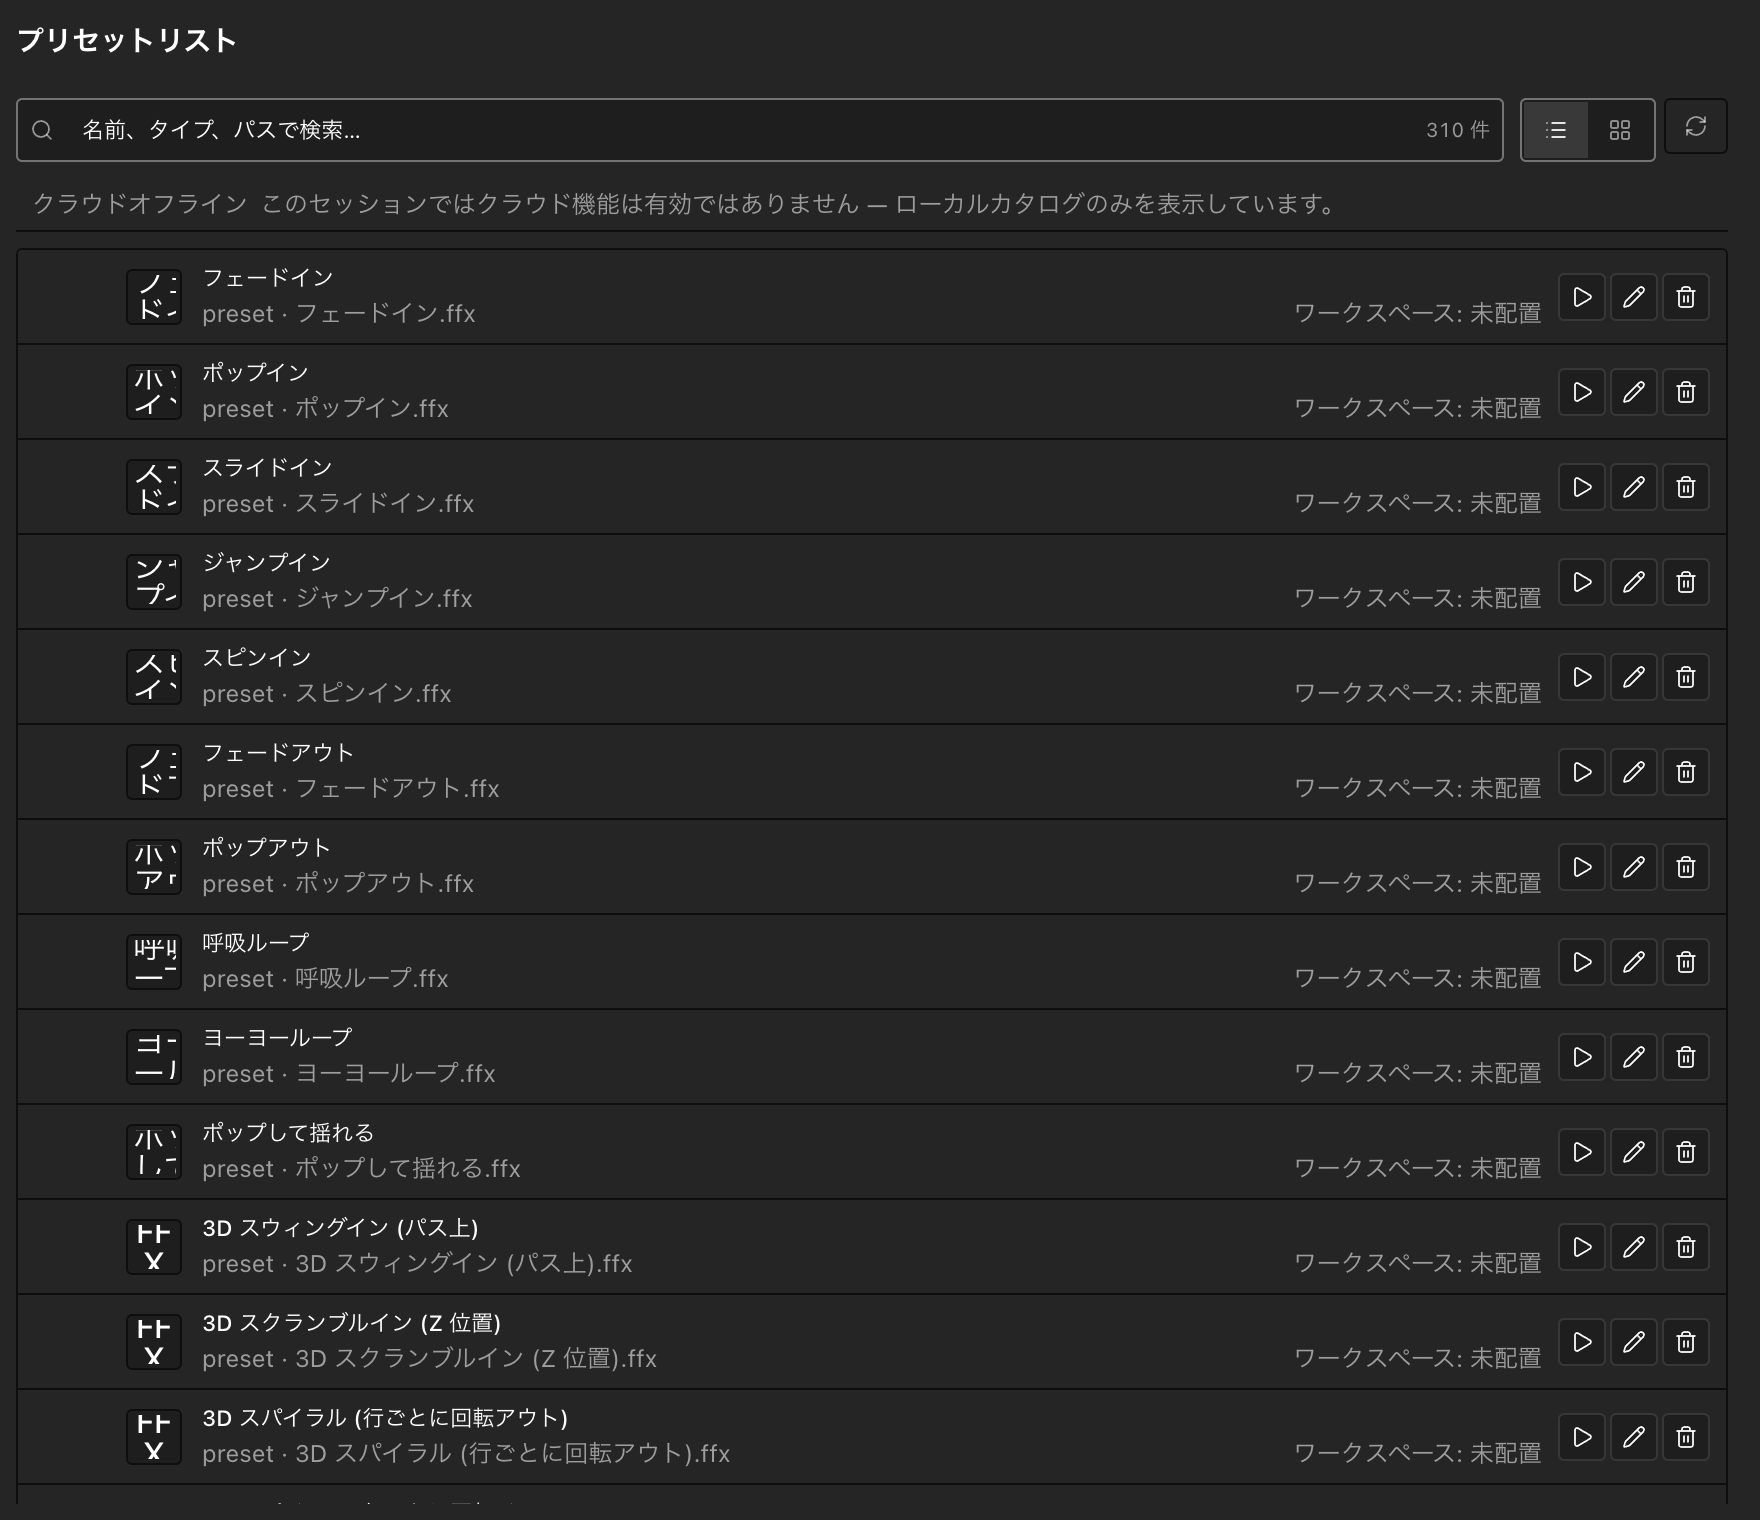 プリセットリスト
名前、タイプ、パスで検索...
310 件
クラウドオフライン このセッションではクラウド機能は有効ではありません — ローカルカタログのみを表示しています。
フェードイン
preset · フェードイン.ffx
ワークスペース: 未配置
ポップイン
preset · ポップイン.ffx
ワークスペース: 未配置
スライドイン
preset · スライドイン.ffx
ワークスペース: 未配置
ジャンプイン
preset · ジャンプイン.ffx
ワークスペース: 未配置
スピンイン
preset · スピンイン.ffx
ワークスペース: 未配置
フェードアウト
preset · フェードアウト.ffx
ワークスペース: 未配置
ポップアウト
preset · ポップアウト.ffx
ワークスペース: 未配置
呼吸ループ
preset · 呼吸ループ.ffx
ワークスペース: 未配置
ヨーヨーループ
preset · ヨーヨーループ.ffx
ワークスペース: 未配置
ポップして揺れる
preset · ポップして揺れる.ffx
ワークスペース: 未配置
3D スウィングイン (パス上)
preset · 3D スウィングイン (パス上).ffx
ワークスペース: 未配置
3D スクランブルイン (Z 位置)
preset · 3D スクランブルイン (Z 位置).ffx
ワークスペース: 未配置
3D スパイラル (行ごとに回転アウト)
preset · 3D スパイラル (行ごとに回転アウト).ffx
ワークスペース: 未配置